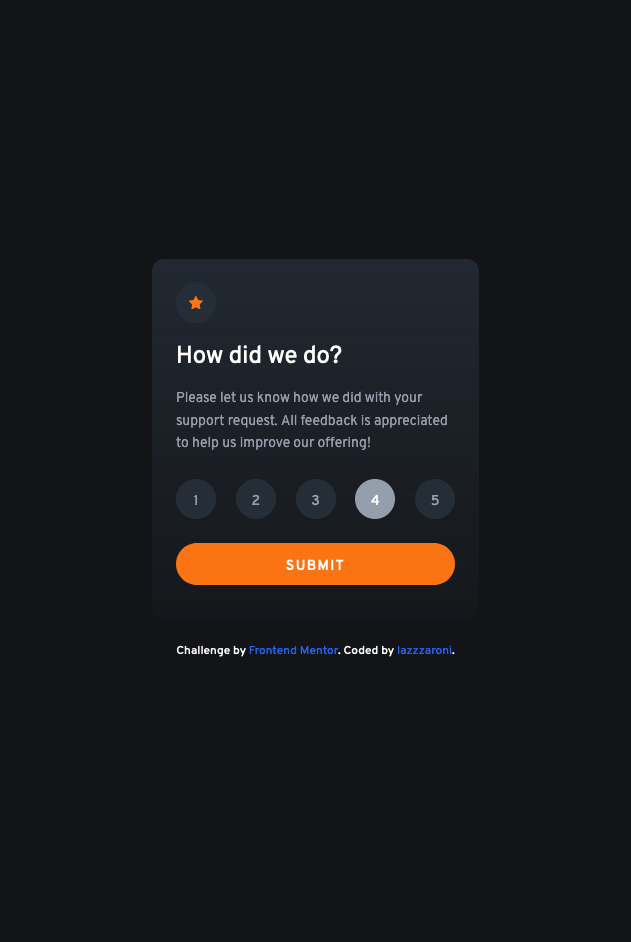 How did we do?
Please let us know how we did with your
support request. All feedback is appreciated
to help us improve our offering!
1 2 3 4 5
SUBMIT
Challenge by Frontend Mentor. Coded by lazzzaroni.